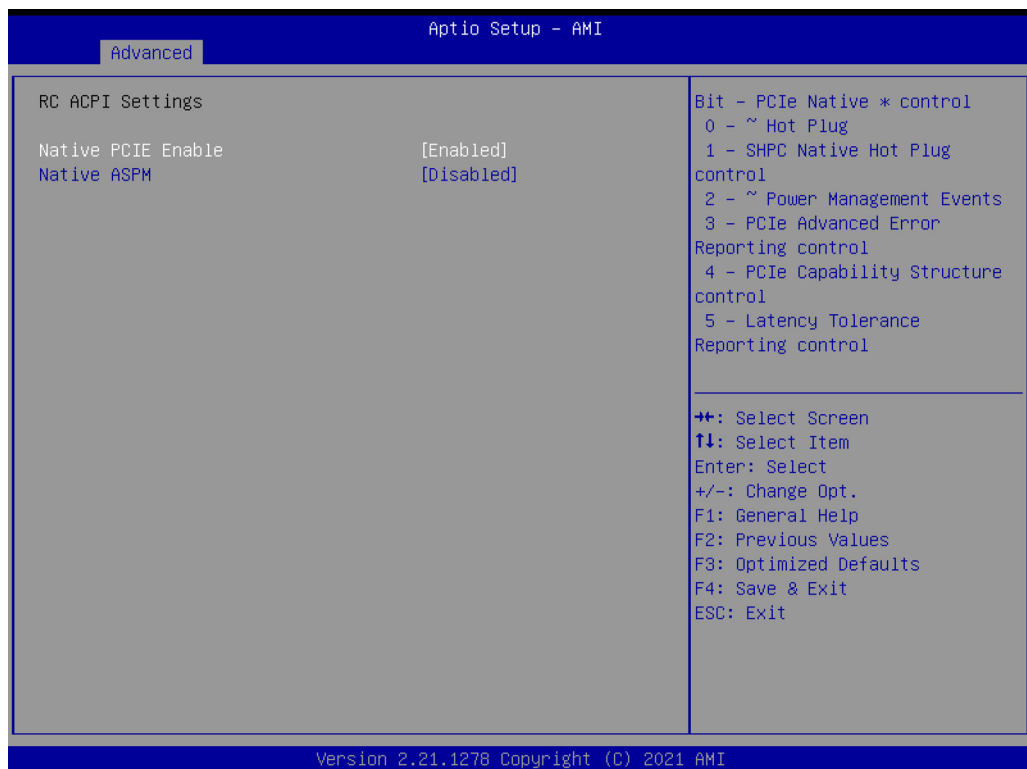 Aptio Setup – AMI
Advanced
RC ACPI Settings
Native PCIE Enable [Enabled]
Native ASPM [Disabled]
Bit – PCIe Native * control
0 – ~ Hot Plug
1 – SHPC Native Hot Plug
control
2 – ~ Power Management Events
3 – PCIe Advanced Error
Reporting control
4 – PCIe Capability Structure
control
5 – Latency Tolerance
Reporting control
→←: Select Screen
↑↓: Select Item
Enter: Select
+/-: Change Opt.
F1: General Help
F2: Previous Values
F3: Optimized Defaults
F4: Save & Exit
ESC: Exit
Version 2.21.1278 Copyright (C) 2021 AMI